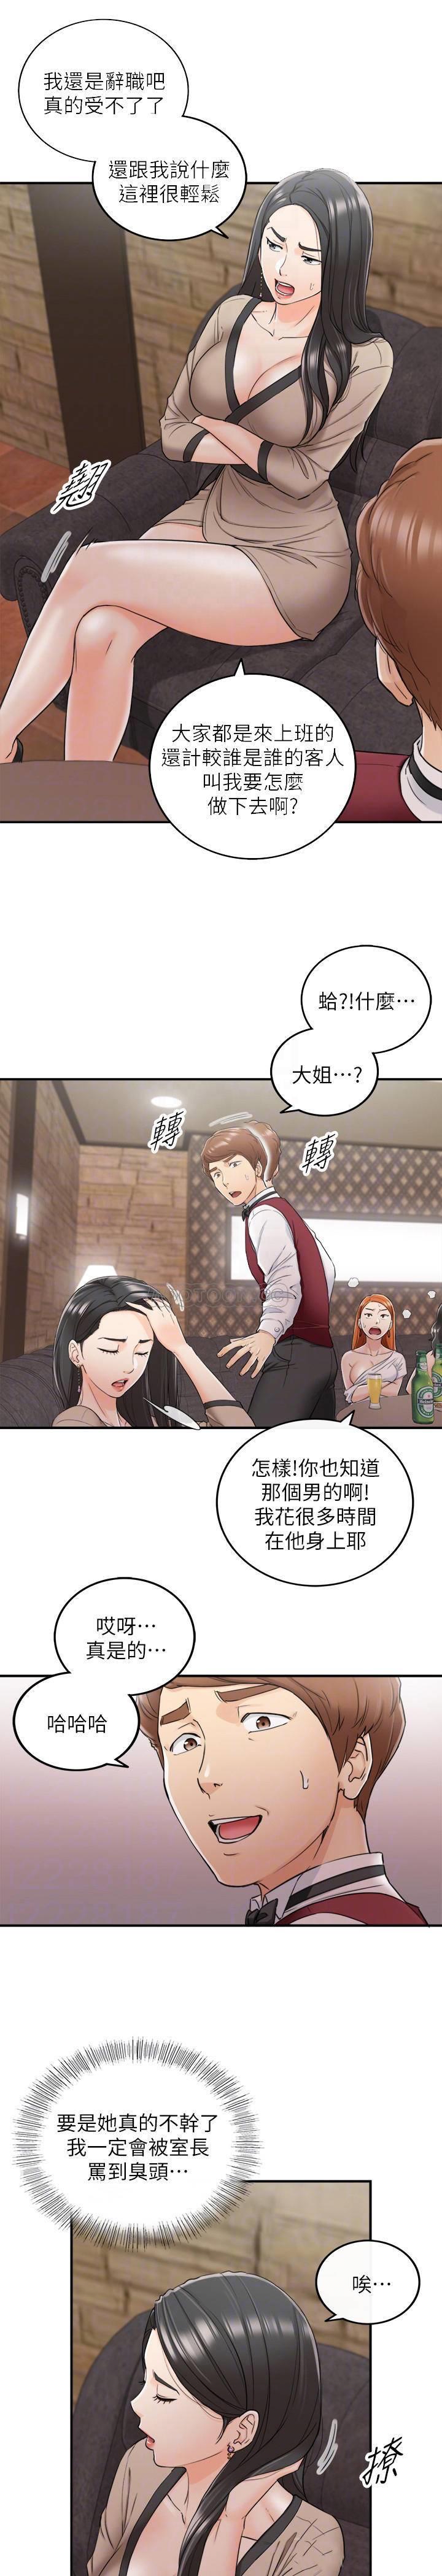 我還是辭職吧
真的受不了了
還跟我說什麼
這裡很輕鬆
翹
大家都是來上班的
還計較誰是誰的客人
叫我要怎麼
做下去啊?
蛤?!什麼…
大姐…?
轉
轉
怎樣!你也知道
那個男的啊!
我花很多時間
在他身上耶
哎呀…
真是的…
哈哈哈
要是她真的不幹了
我一定會被室長
罵到臭頭…
唉…
撩